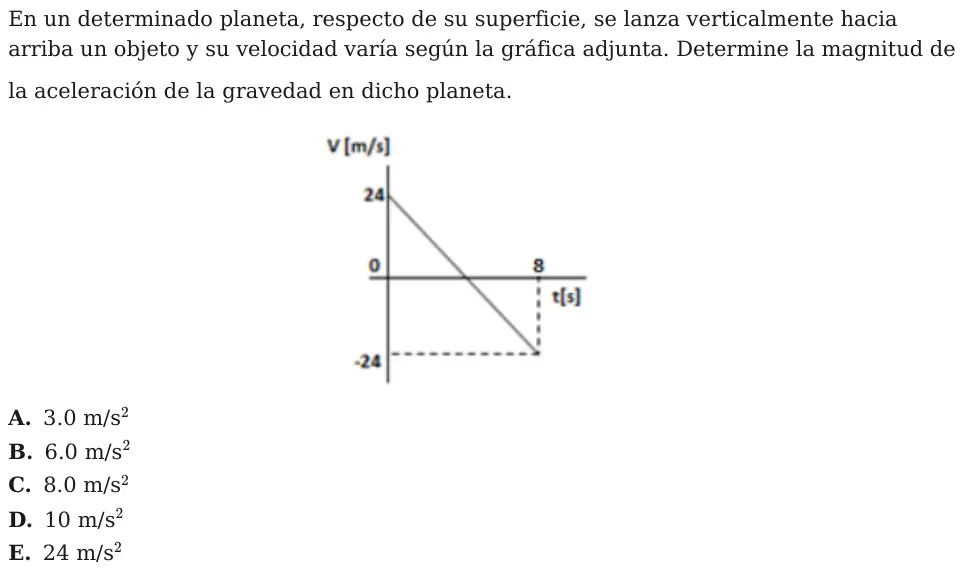 En un determinado planeta, respecto de su superficie, se lanza verticalmente hacia
arriba un objeto y su velocidad varía según la gráfica adjunta. Determine la magnitud de
la aceleración de la gravedad en dicho planeta.
V [m/s]
24
0
8
t[s]
-24
A. 3.0 m/s²
B. 6.0 m/s²
C. 8.0 m/s²
D. 10 m/s²
E. 24 m/s²